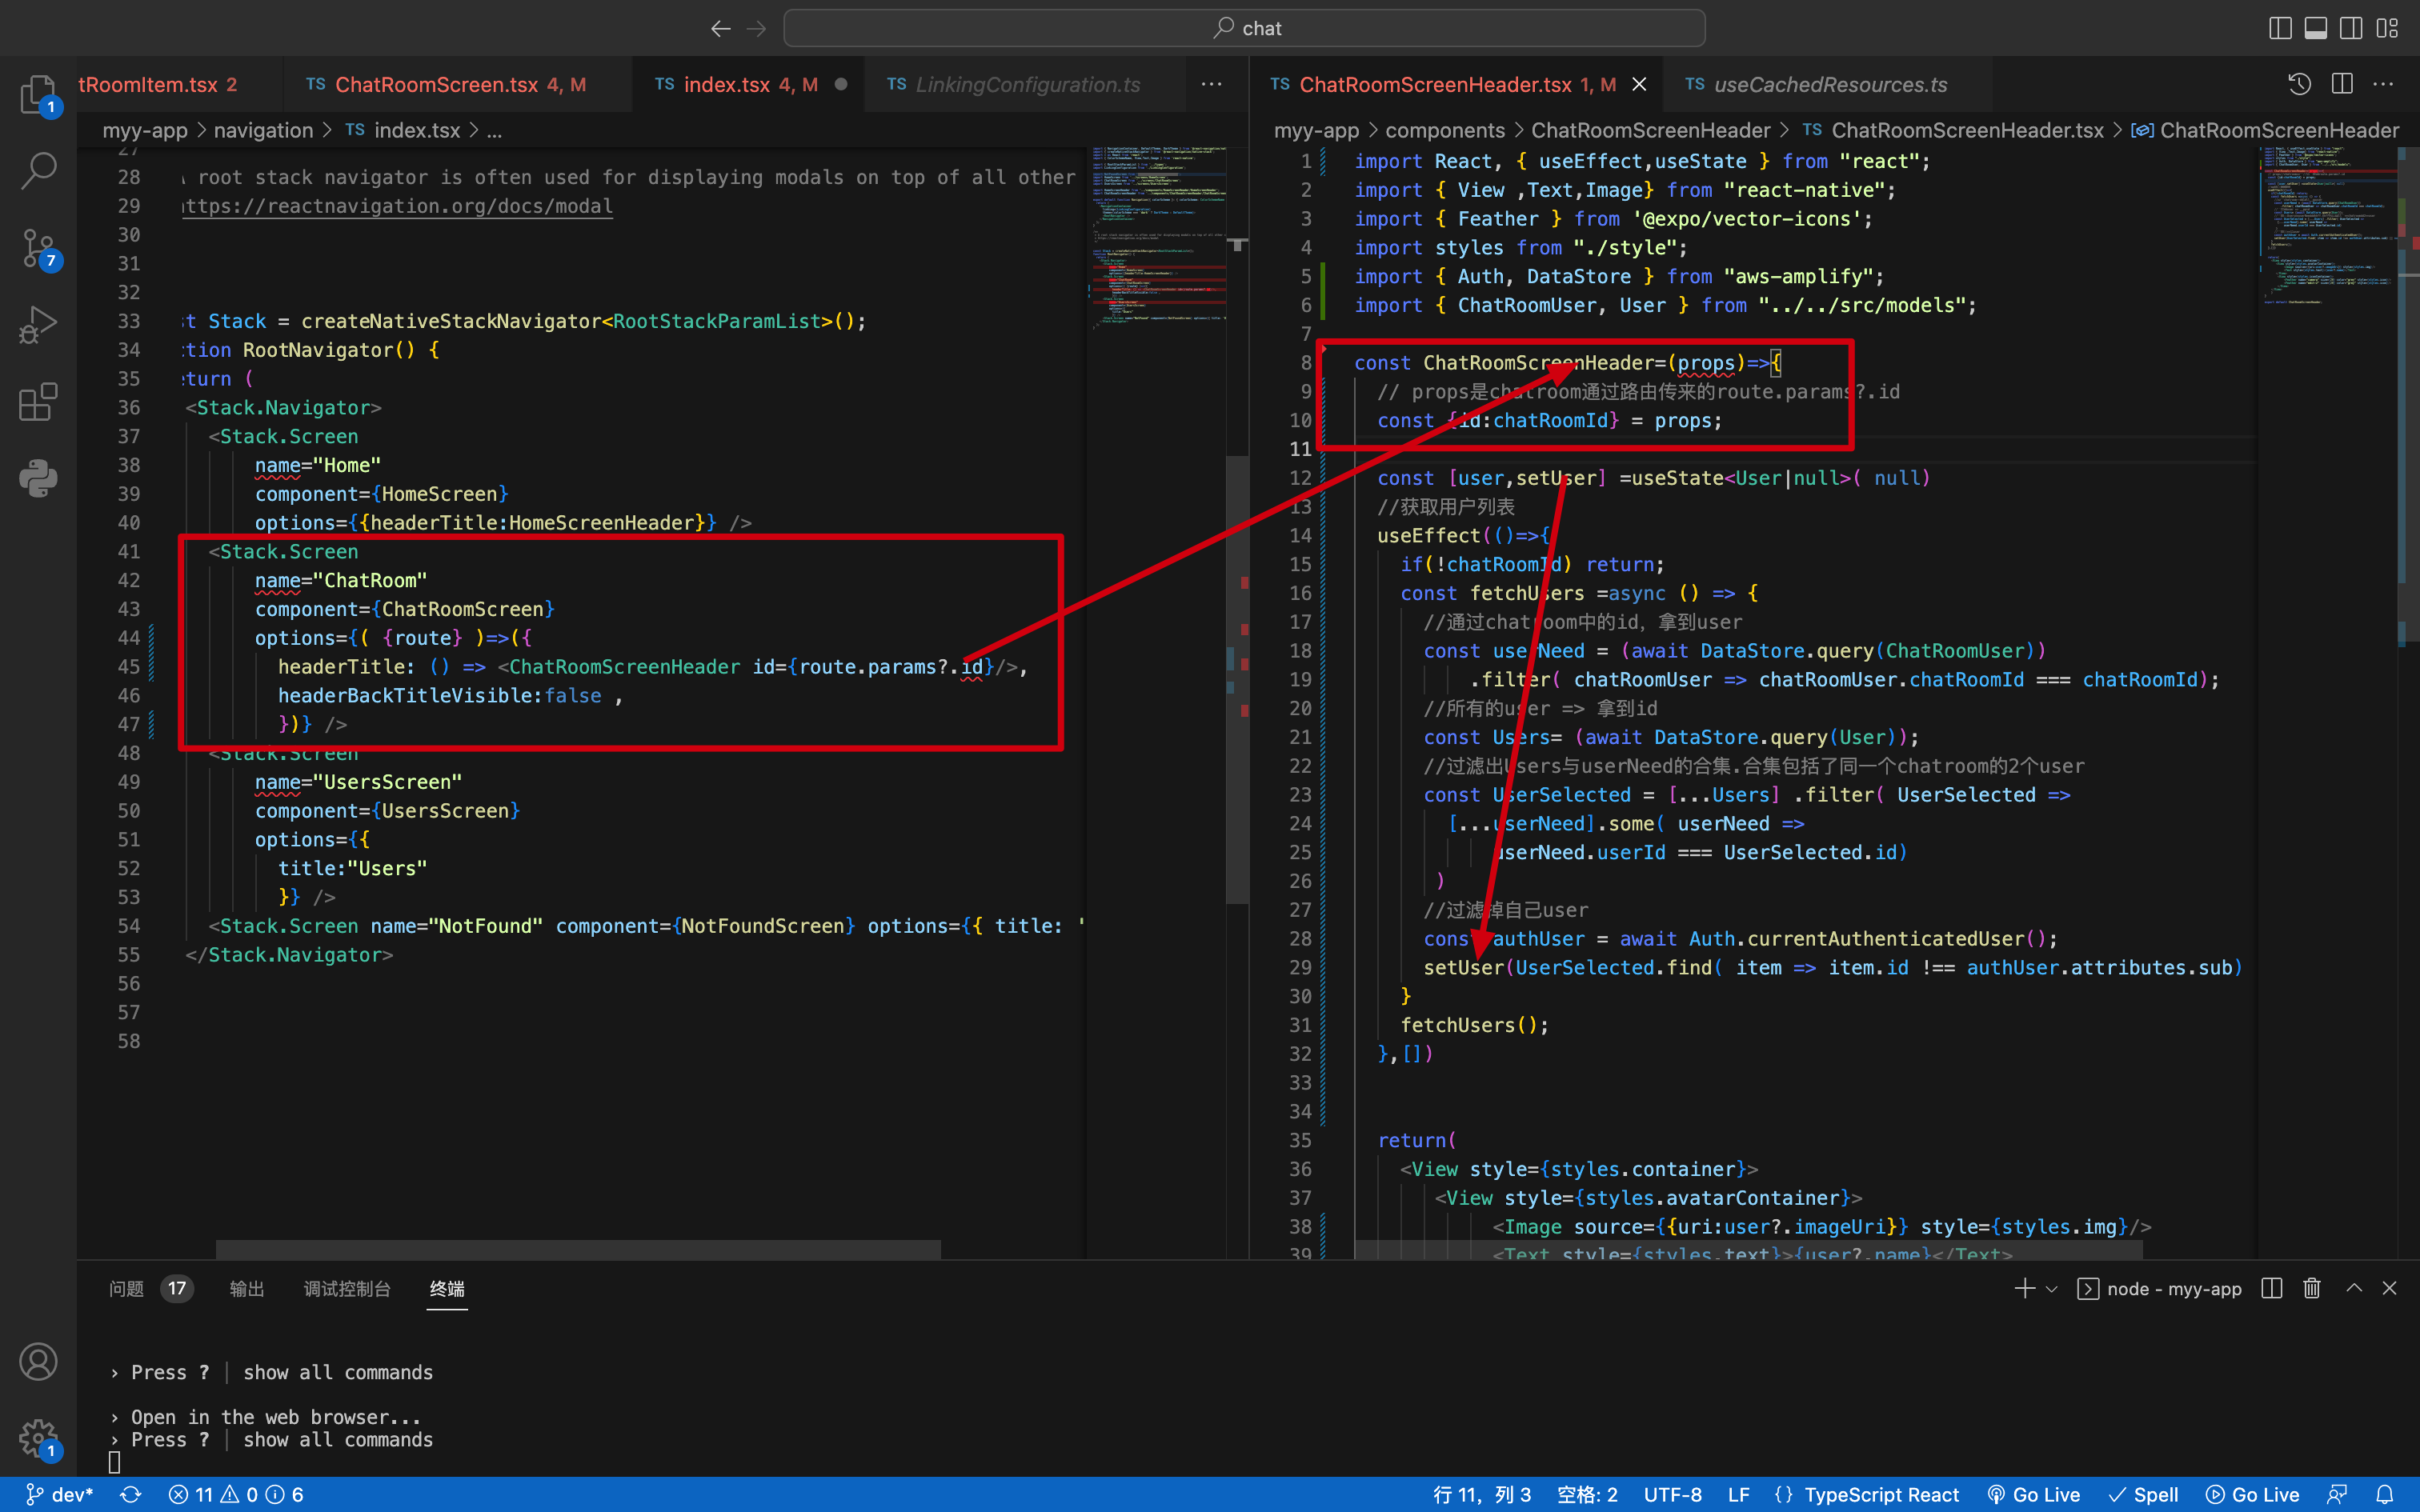 chat
tRoomItem.tsx 2
TS ChatRoomScreen.tsx 4, M
TS index.tsx 4, M
TS LinkingConfiguration.ts
TS ChatRoomScreenHeader.tsx 1, M
TS useCachedResources.ts
myy-app > navigation > TS index.tsx > ...
27
28 root stack navigator is often used for displaying modals on top of all other
29 https://reactnavigation.org/docs/modal
30
31
32
33 t Stack = createNativeStackNavigator<RootStackParamList>();
34 tion RootNavigator() {
35 turn (
36 <Stack.Navigator>
37 <Stack.Screen
38 name="Home"
39 component={HomeScreen}
40 options={{headerTitle:HomeScreenHeader}} />
41 <Stack.Screen
42 name="ChatRoom"
43 component={ChatRoomScreen}
44 options={( {route} )=>({
45 headerTitle: () => <ChatRoomScreenHeader id={route.params?.id}/>,
46 headerBackTitleVisible:false ,
47 })} />
48 <Stack.Screen
49 name="UsersScreen"
50 component={UsersScreen}
51 options={{
52 title:"Users"
53 }} />
54 <Stack.Screen name="NotFound" component={NotFoundScreen} options={{ title: '
55 </Stack.Navigator>
56
57
58
myy-app > components > ChatRoomScreenHeader > TS ChatRoomScreenHeader.tsx > ChatRoomScreenHeader
1 import React, { useEffect,useState } from "react";
2 import { View ,Text,Image} from "react-native";
3 import { Feather } from '@expo/vector-icons';
4 import styles from "./style";
5 import { Auth, DataStore } from "aws-amplify";
6 import { ChatRoomUser, User } from "../../src/models";
7
8 const ChatRoomScreenHeader=(props)=>{
9 // props是chatroom通过路由传来的route.params?.id
10 const {id:chatRoomId} = props;
11
12 const [user,setUser] =useState<User|null>( null)
13 //获取用户列表
14 useEffect(()=>{
15 if(!chatRoomId) return;
16 const fetchUsers =async () => {
17 //通过chatroom中的id, 拿到user
18 const userNeed = (await DataStore.query(ChatRoomUser))
19 .filter( chatRoomUser => chatRoomUser.chatRoomId === chatRoomId);
20 //所有的user => 拿到id
21 const Users= (await DataStore.query(User));
22 //过滤出Users与userNeed的合集.合集包括了同一个chatroom的2个user
23 const UserSelected = [...Users] .filter( UserSelected =>
24 [...userNeed].some( userNeed =>
25 userNeed.userId === UserSelected.id)
26 )
27 //过滤掉自己user
28 const authUser = await Auth.currentAuthenticatedUser();
29 setUser(UserSelected.find( item => item.id !== authUser.attributes.sub)
30 }
31 fetchUsers();
32 },[])
33
34
35 return(
36 <View style={styles.container}>
37 <View style={styles.avatarContainer}>
38 <Image source={{uri:user?.imageUri}} style={styles.img}/>
39 <Text style={styles.text}>{user?.name}</Text>
1
7
1
问题 17 输出 调试控制台 终端
node - myy-app
› Press ? │ show all commands
› Open in the web browser...
› Press ? │ show all commands
dev* 11 0 6
行 11, 列 3 空格: 2 UTF-8 LF {} TypeScript React Go Live Spell Go Live